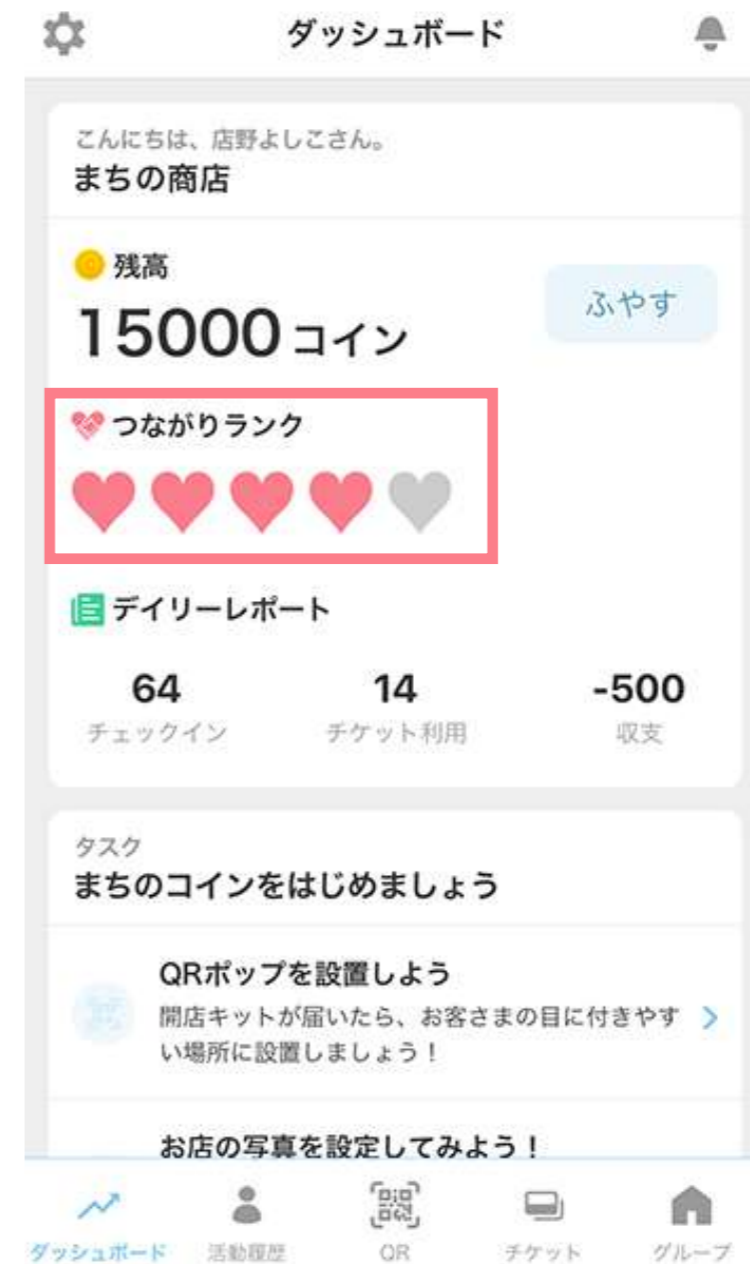 ダッシュボード
こんにちは、店野よしこさん。
まちの商店
残高
15000コイン
ふやす
つながりランク
デイリーレポート
64
チェックイン
14
チケット利用
-500
収支
タスク
まちのコインをはじめましょう
QRポップを設置しよう
開店キットが届いたら、お客さまの目に付きやす
い場所に設置しましょう！
お店の写真を設定してみよう！
ダッシュボード
活動履歴
QR
チケット
グループ